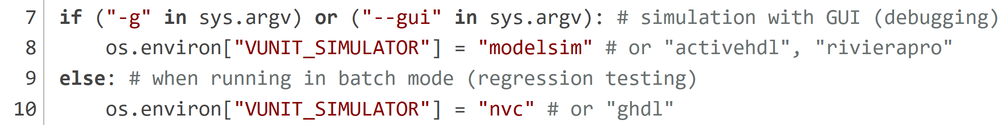 7 if ("-g" in sys.argv) or ("--gui" in sys.argv): # simulation with GUI (debugging)
8     os.environ["VUNIT_SIMULATOR"] = "modelsim" # or "activehdl", "rivierapro"
9 else: # when running in batch mode (regression testing)
10     os.environ["VUNIT_SIMULATOR"] = "nvc" # or "ghdl"